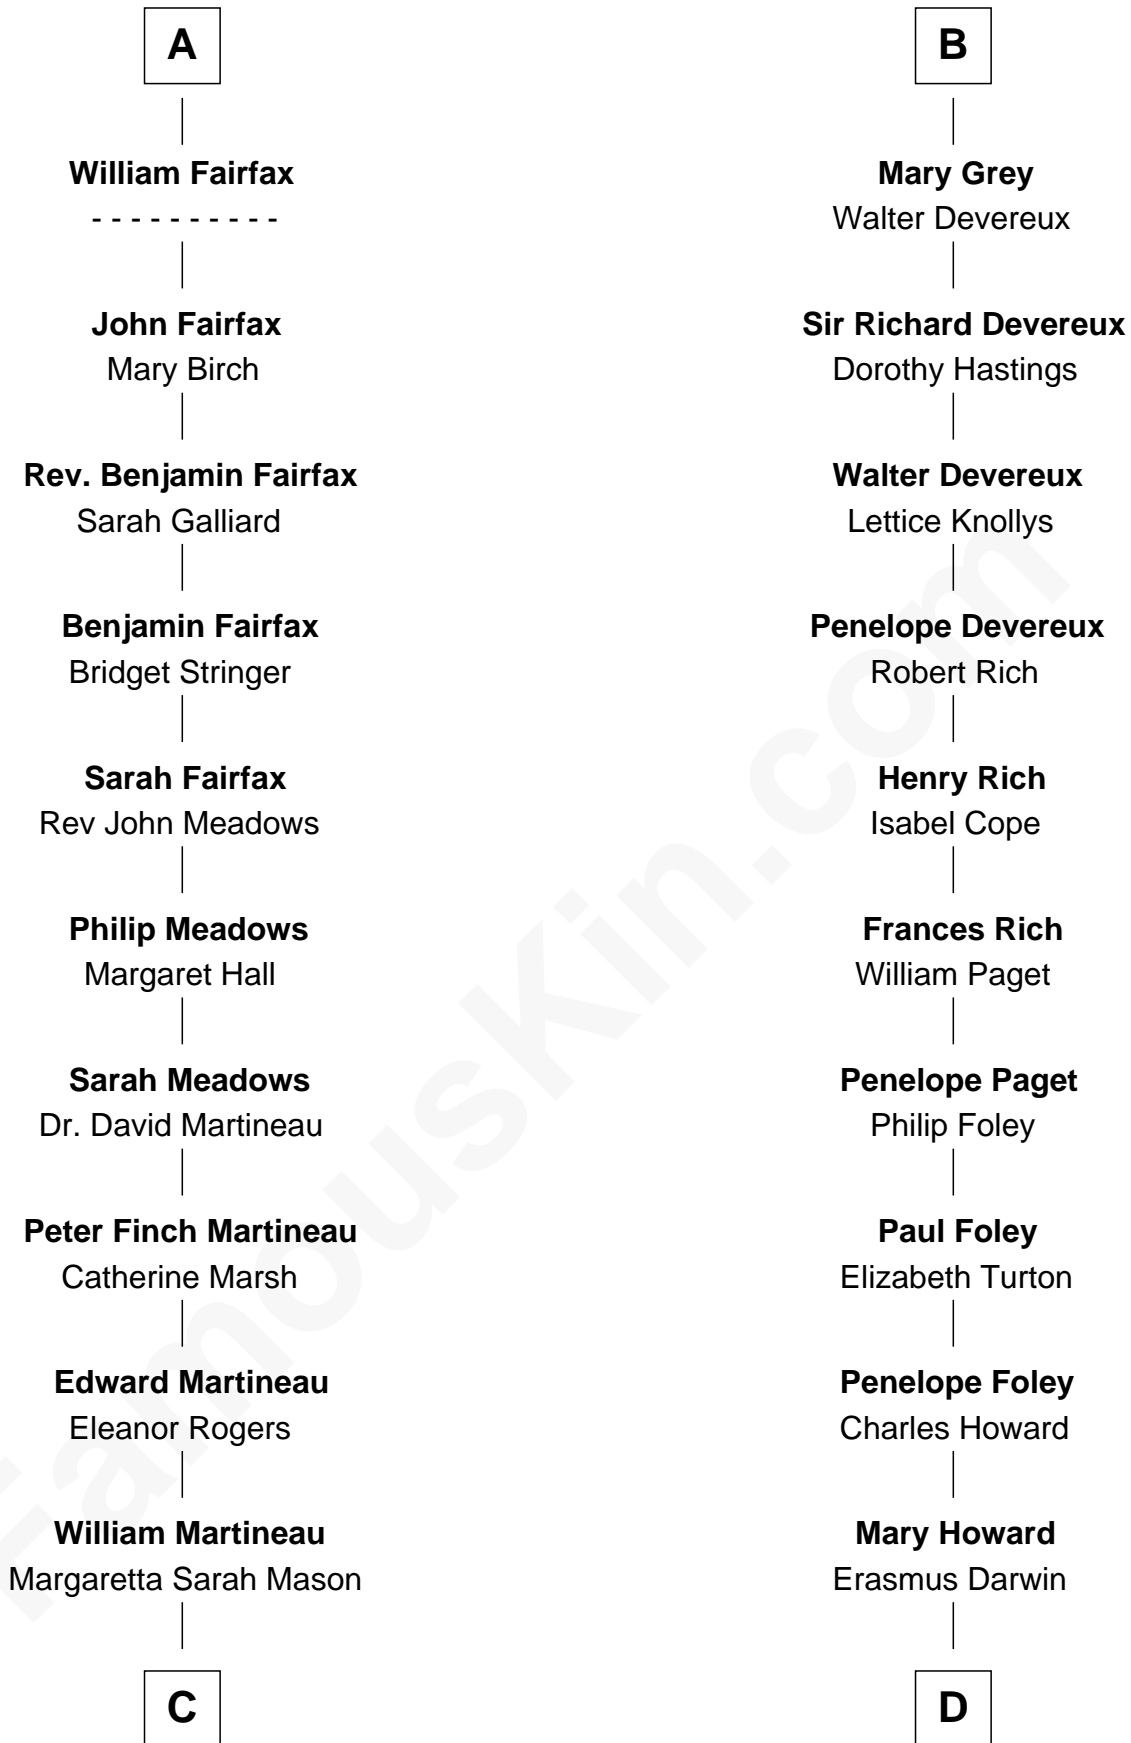 A
William Fairfax
- - - - - - - - - -
John Fairfax
Mary Birch
Rev. Benjamin Fairfax
Sarah Galliard
Benjamin Fairfax
Bridget Stringer
Sarah Fairfax
Rev John Meadows
Philip Meadows
Margaret Hall
Sarah Meadows
Dr. David Martineau
Peter Finch Martineau
Catherine Marsh
Edward Martineau
Eleanor Rogers
William Martineau
Margaretta Sarah Mason
C
B
Mary Grey
Walter Devereux
Sir Richard Devereux
Dorothy Hastings
Walter Devereux
Lettice Knollys
Penelope Devereux
Robert Rich
Henry Rich
Isabel Cope
Frances Rich
William Paget
Penelope Paget
Philip Foley
Paul Foley
Elizabeth Turton
Penelope Foley
Charles Howard
Mary Howard
Erasmus Darwin
D
FamousKin.com